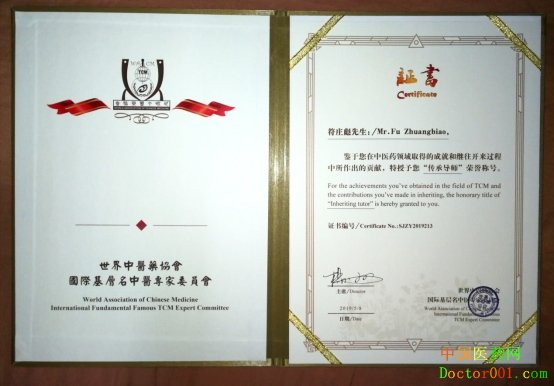 TCM
世界中醫藥協會
國際基層名中醫專家委員會
World Association of Chinese Medicine
International Fundamental Famous TCM Expert Committee
証書
Certificate
符庄彪先生:/Mr.Fu Zhuangbiao,
鉴于您在中医药领域取得的成就和继往开来过程
中所作出的贡献，特授予您“传承导师”荣誉称号。
For the achievements you've obtained in the field of TCM and
the contributions you've made in inheriting, the honorary title of
"Inheriting tutor" is hereby granted to you.
证书编号/Certificate No.:SJZY2019213
主席/Director
2019/2/8
日期/Date
世界中
会
国际基层名中医
World Association of Chinese Medicine
International Fundamental
TCM Expert Committee
医药网
Doctor001.com